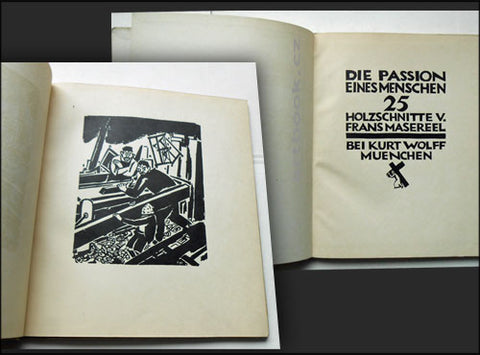 DIE PASSION
EINES MENSCHEN
25
HOLZSCHNITTE V.
FRANS MASEREEL
BEI KURT WOLFF
MUENCHEN